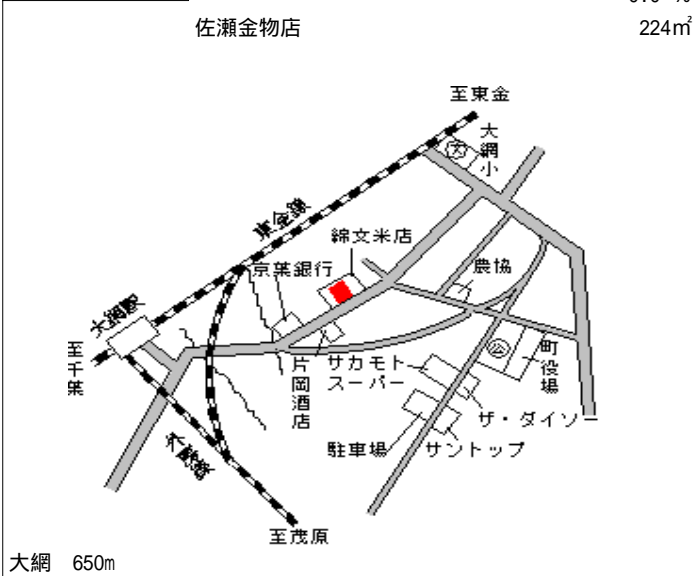 佐瀬金物店
224㎡
至東金
大網小
東金線
綿文米店
京葉銀行
農協
大網駅
至千葉
片岡酒店
サカモトスーパー
町役場
ザ・ダイソー
駐車場
サントップ
外房線
至茂原
大網 650m